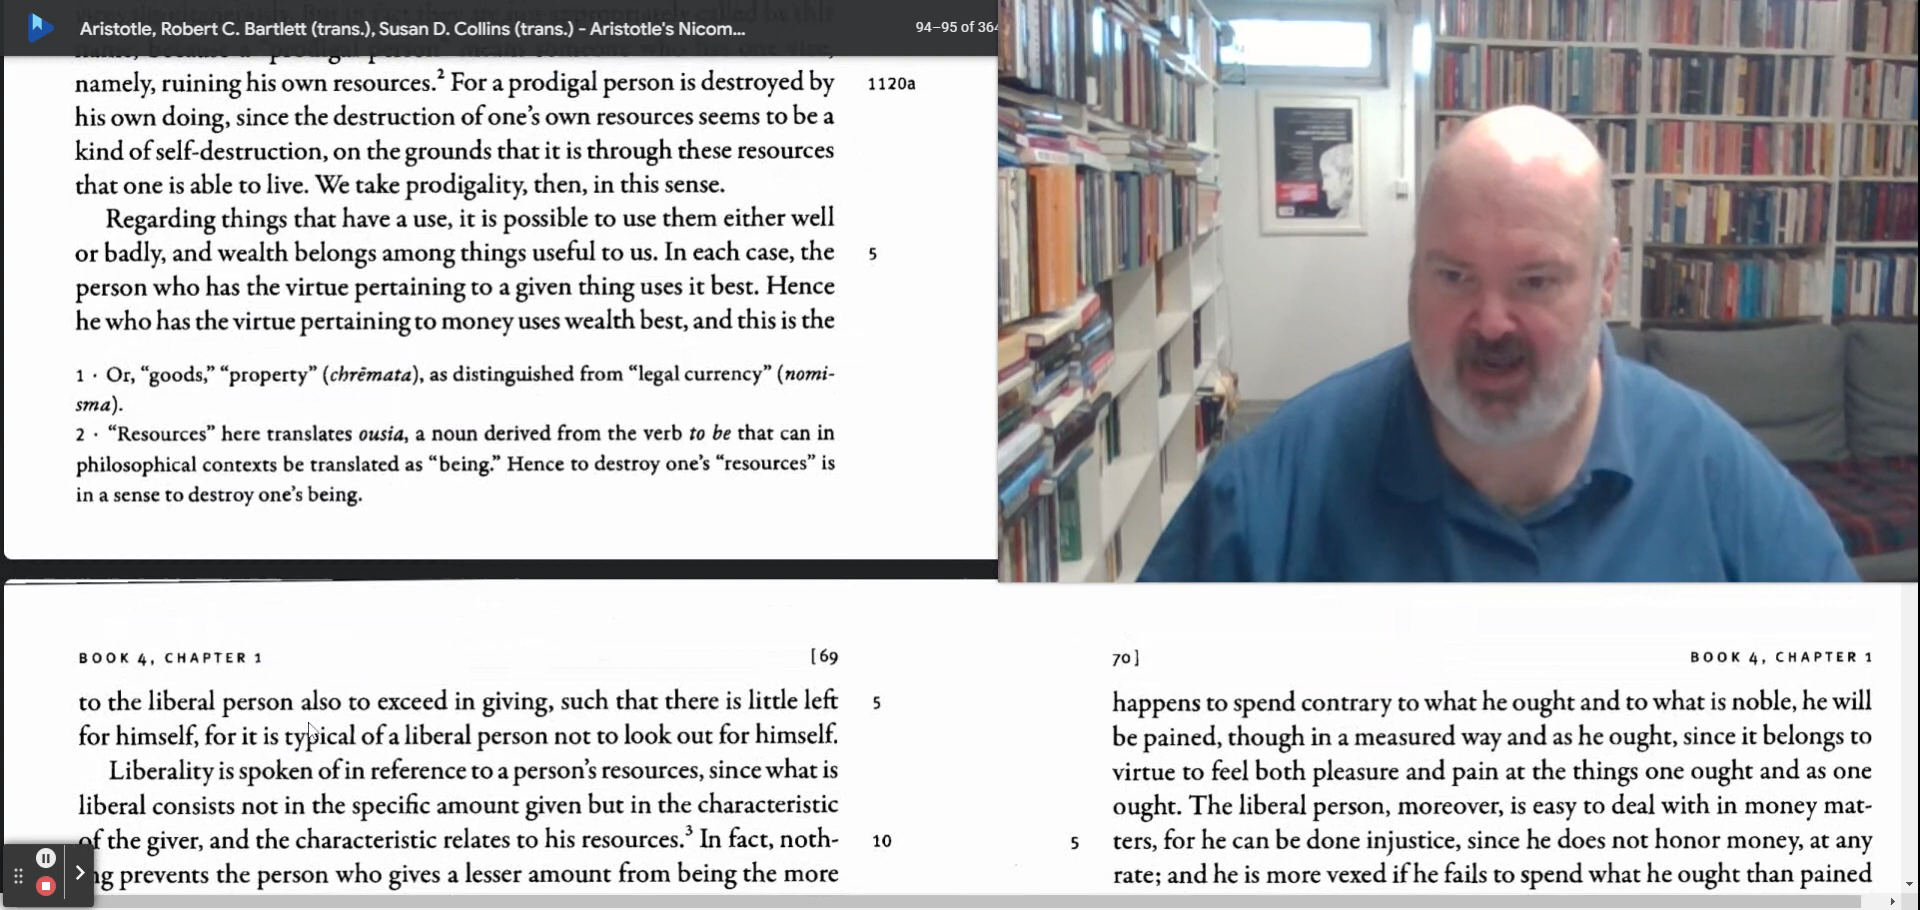 Aristotle, Robert C. Bartlett (trans.), Susan D. Collins (trans.) - Aristotle's Nicom...
94–95 of 364
namely, ruining his own resources.² For a prodigal person is destroyed by
1120a
his own doing, since the destruction of one's own resources seems to be a
kind of self-destruction, on the grounds that it is through these resources
that one is able to live. We take prodigality, then, in this sense.
Regarding things that have a use, it is possible to use them either well
or badly, and wealth belongs among things useful to us. In each case, the
5
person who has the virtue pertaining to a given thing uses it best. Hence
he who has the virtue pertaining to money uses wealth best, and this is the
1 · Or, “goods,” “property” (chrēmata), as distinguished from “legal currency” (nomi-
sma).
2 · “Resources” here translates ousia, a noun derived from the verb to be that can in
philosophical contexts be translated as “being.” Hence to destroy one's “resources” is
in a sense to destroy one's being.
BOOK 4, CHAPTER 1
[69
to the liberal person also to exceed in giving, such that there is little left
5
for himself, for it is typical of a liberal person not to look out for himself.
Liberality is spoken of in reference to a person's resources, since what is
liberal consists not in the specific amount given but in the characteristic
of the giver, and the characteristic relates to his resources.³ In fact, noth-
10
ng prevents the person who gives a lesser amount from being the more
70]
BOOK 4, CHAPTER 1
happens to spend contrary to what he ought and to what is noble, he will
be pained, though in a measured way and as he ought, since it belongs to
virtue to feel both pleasure and pain at the things one ought and as one
ought. The liberal person, moreover, is easy to deal with in money mat-
5
ters, for he can be done injustice, since he does not honor money, at any
rate; and he is more vexed if he fails to spend what he ought than pained